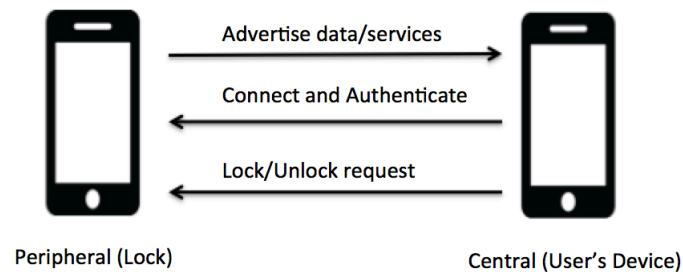 Advertise data/services
Connect and Authenticate
Lock/Unlock request
Peripheral (Lock)
Central (User's Device)